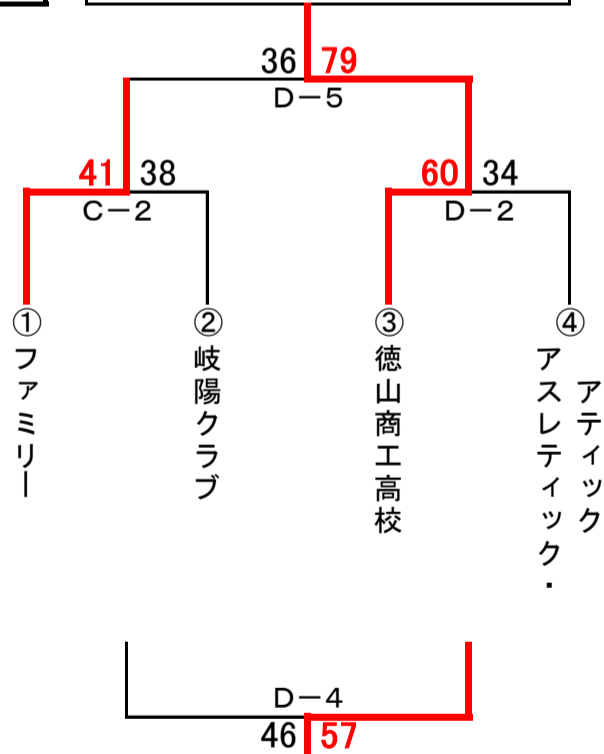 36 79
D-5
41 38
C-2
60 34
D-2
①
ファミリー
②
岐陽クラブ
③
徳山商工高校
④
アティック
アスレティック・
D-4
46 57